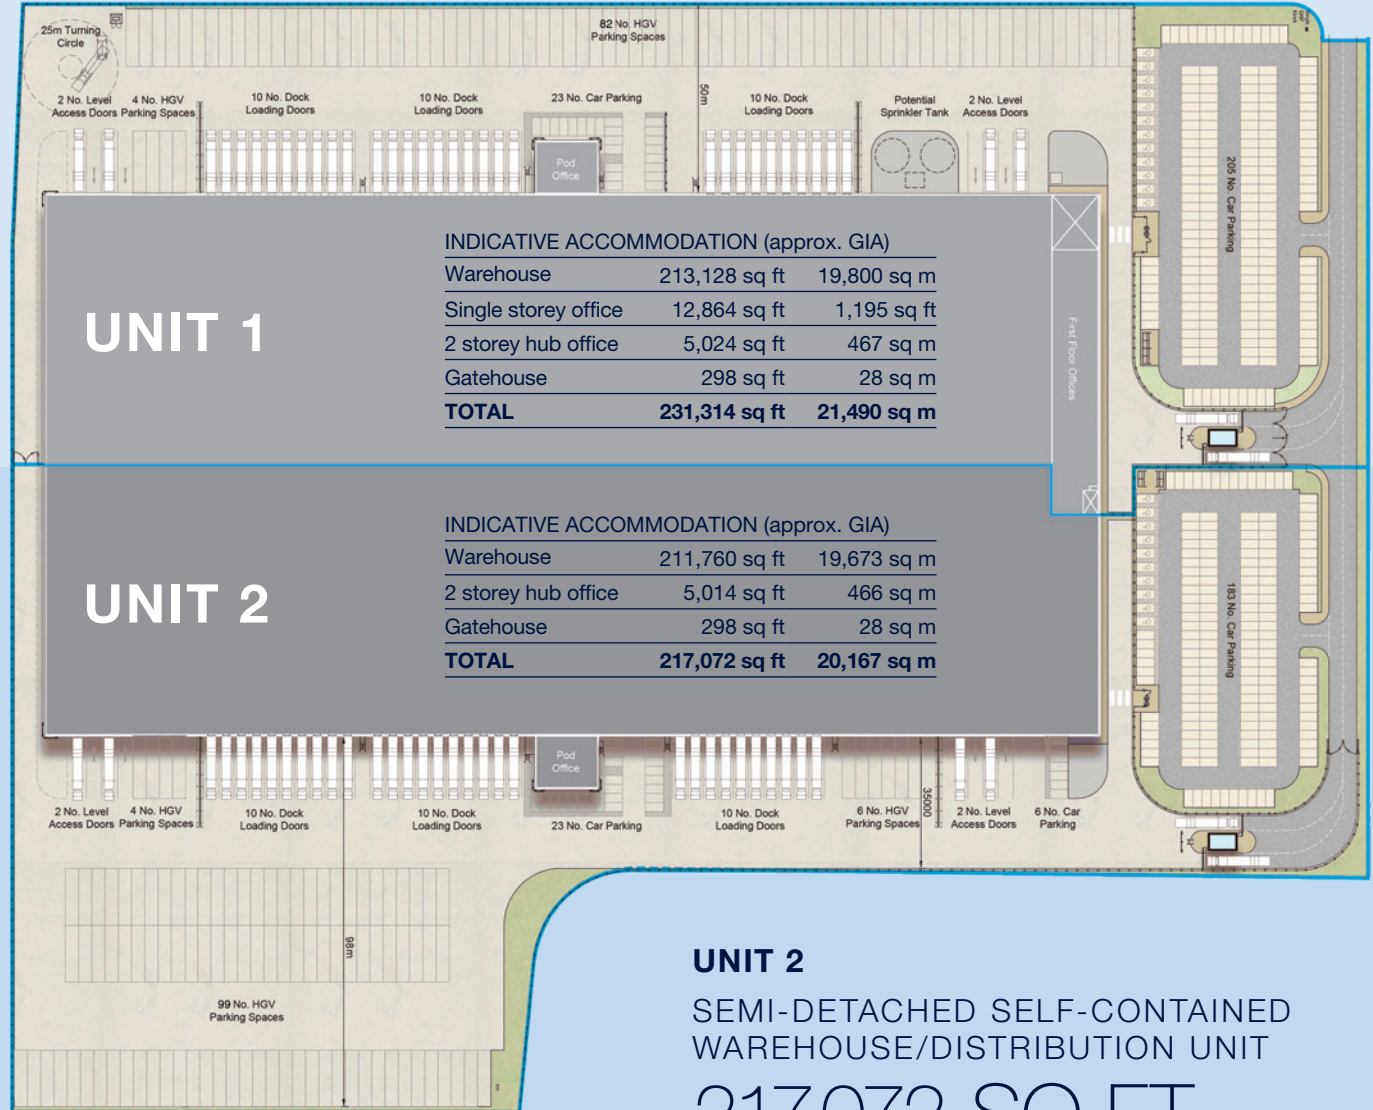 25m Turning
Circle
82 No. HGV
Parking Spaces
2 No. Level
Access Doors
4 No. HGV
Parking Spaces
10 No. Dock
Loading Doors
10 No. Dock
Loading Doors
23 No. Car Parking
50m
10 No. Dock
Loading Doors
Potential
Sprinkler Tank
2 No. Level
Access Doors
Pod
Office
205 No. Car Parking
UNIT 1
INDICATIVE ACCOMMODATION (approx. GIA)
Warehouse 213,128 sq ft 19,800 sq m
Single storey office 12,864 sq ft 1,195 sq ft
2 storey hub office 5,024 sq ft 467 sq m
Gatehouse 298 sq ft 28 sq m
TOTAL 231,314 sq ft 21,490 sq m
First Floor Offices
UNIT 2
INDICATIVE ACCOMMODATION (approx. GIA)
Warehouse 211,760 sq ft 19,673 sq m
2 storey hub office 5,014 sq ft 466 sq m
Gatehouse 298 sq ft 28 sq m
TOTAL 217,072 sq ft 20,167 sq m
183 No. Car Parking
Pod
Office
2 No. Level
Access Doors
4 No. HGV
Parking Spaces
10 No. Dock
Loading Doors
10 No. Dock
Loading Doors
23 No. Car Parking
10 No. Dock
Loading Doors
6 No. HGV
Parking Spaces
35000
2 No. Level
Access Doors
6 No. Car
Parking
98m
99 No. HGV
Parking Spaces
UNIT 2
SEMI-DETACHED SELF-CONTAINED
WAREHOUSE/DISTRIBUTION UNIT
217,072 SQ FT